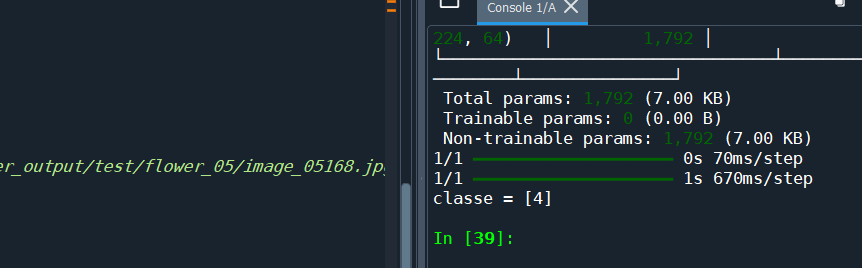 Console 1/A
224, 64) │ 1,792 │
Total params: 1,792 (7.00 KB)
Trainable params: 0 (0.00 B)
Non-trainable params: 1,792 (7.00 KB)
1/1 ━━━━━━━━━━━━━━━━━━━━ 0s 70ms/step
er_output/test/flower_05/image_05168.jpg
1/1 ━━━━━━━━━━━━━━━━━━━━ 1s 670ms/step
classe = [4]
In [39]: